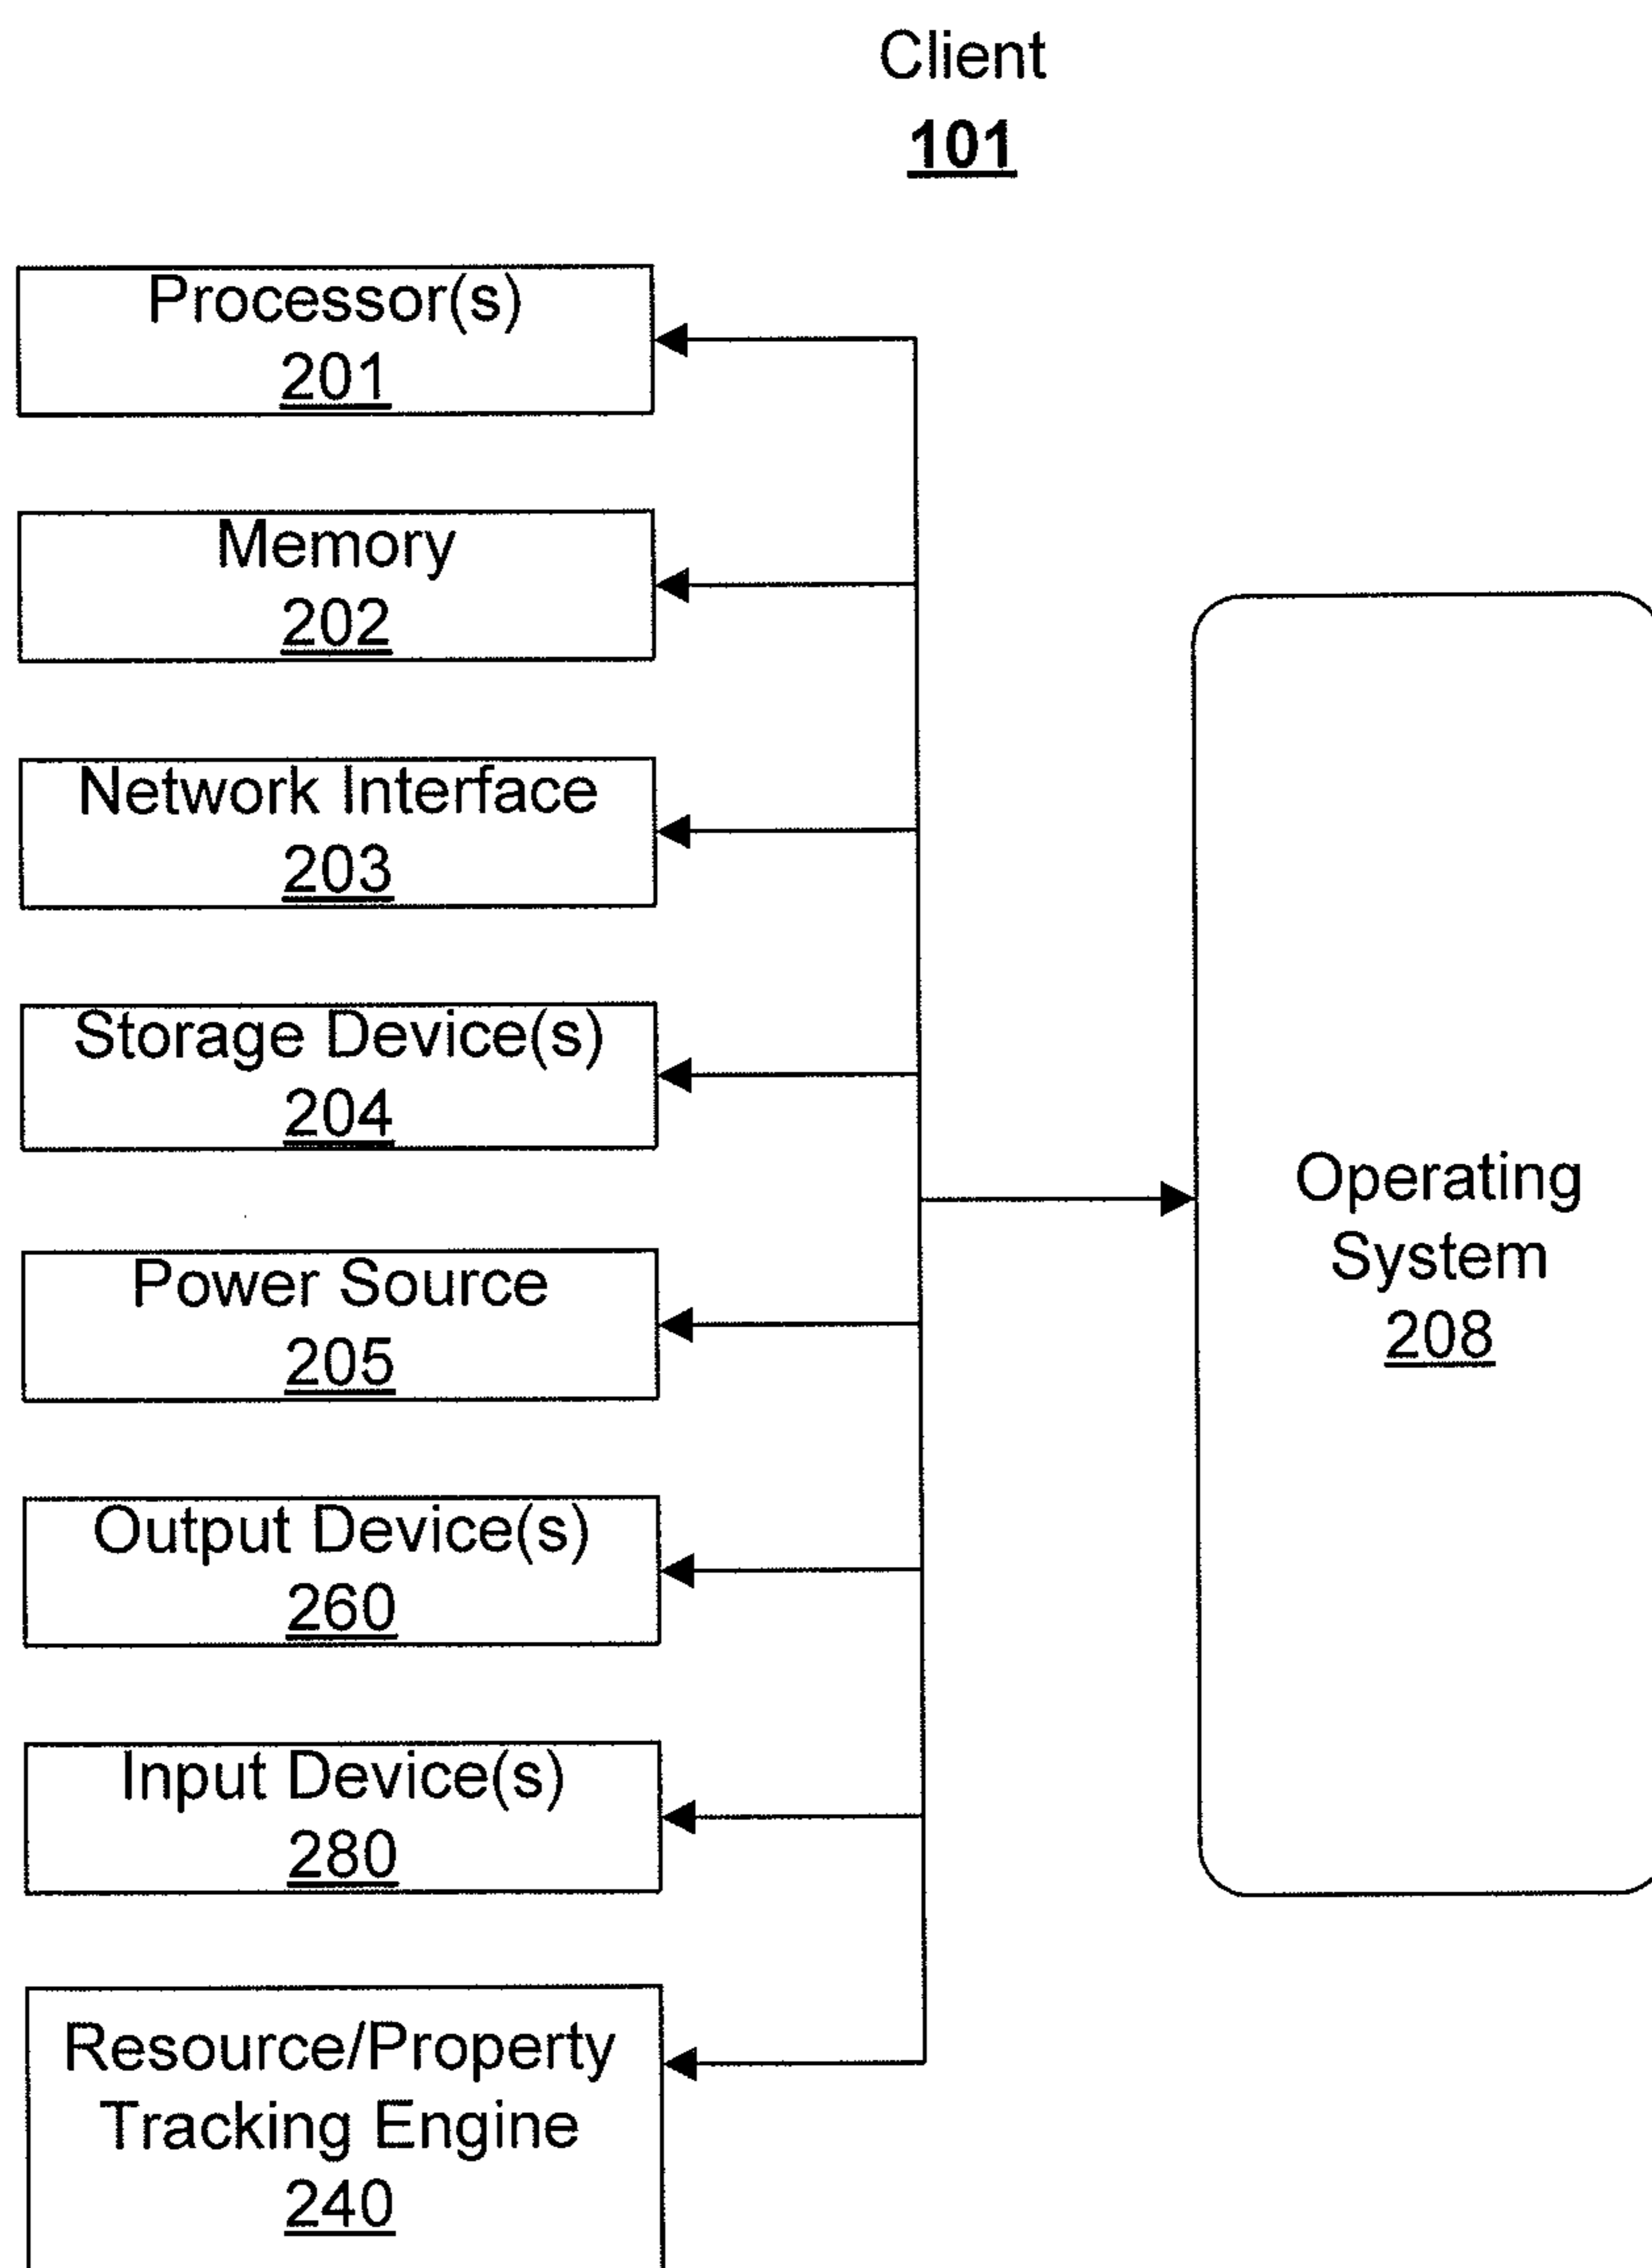 Client
101
Processor(s)
201
Memory
202
Network Interface
203
Storage Device(s)
204
Power Source
205
Output Device(s)
260
Input Device(s)
280
Resource/Property
Tracking Engine
240
Operating
System
208